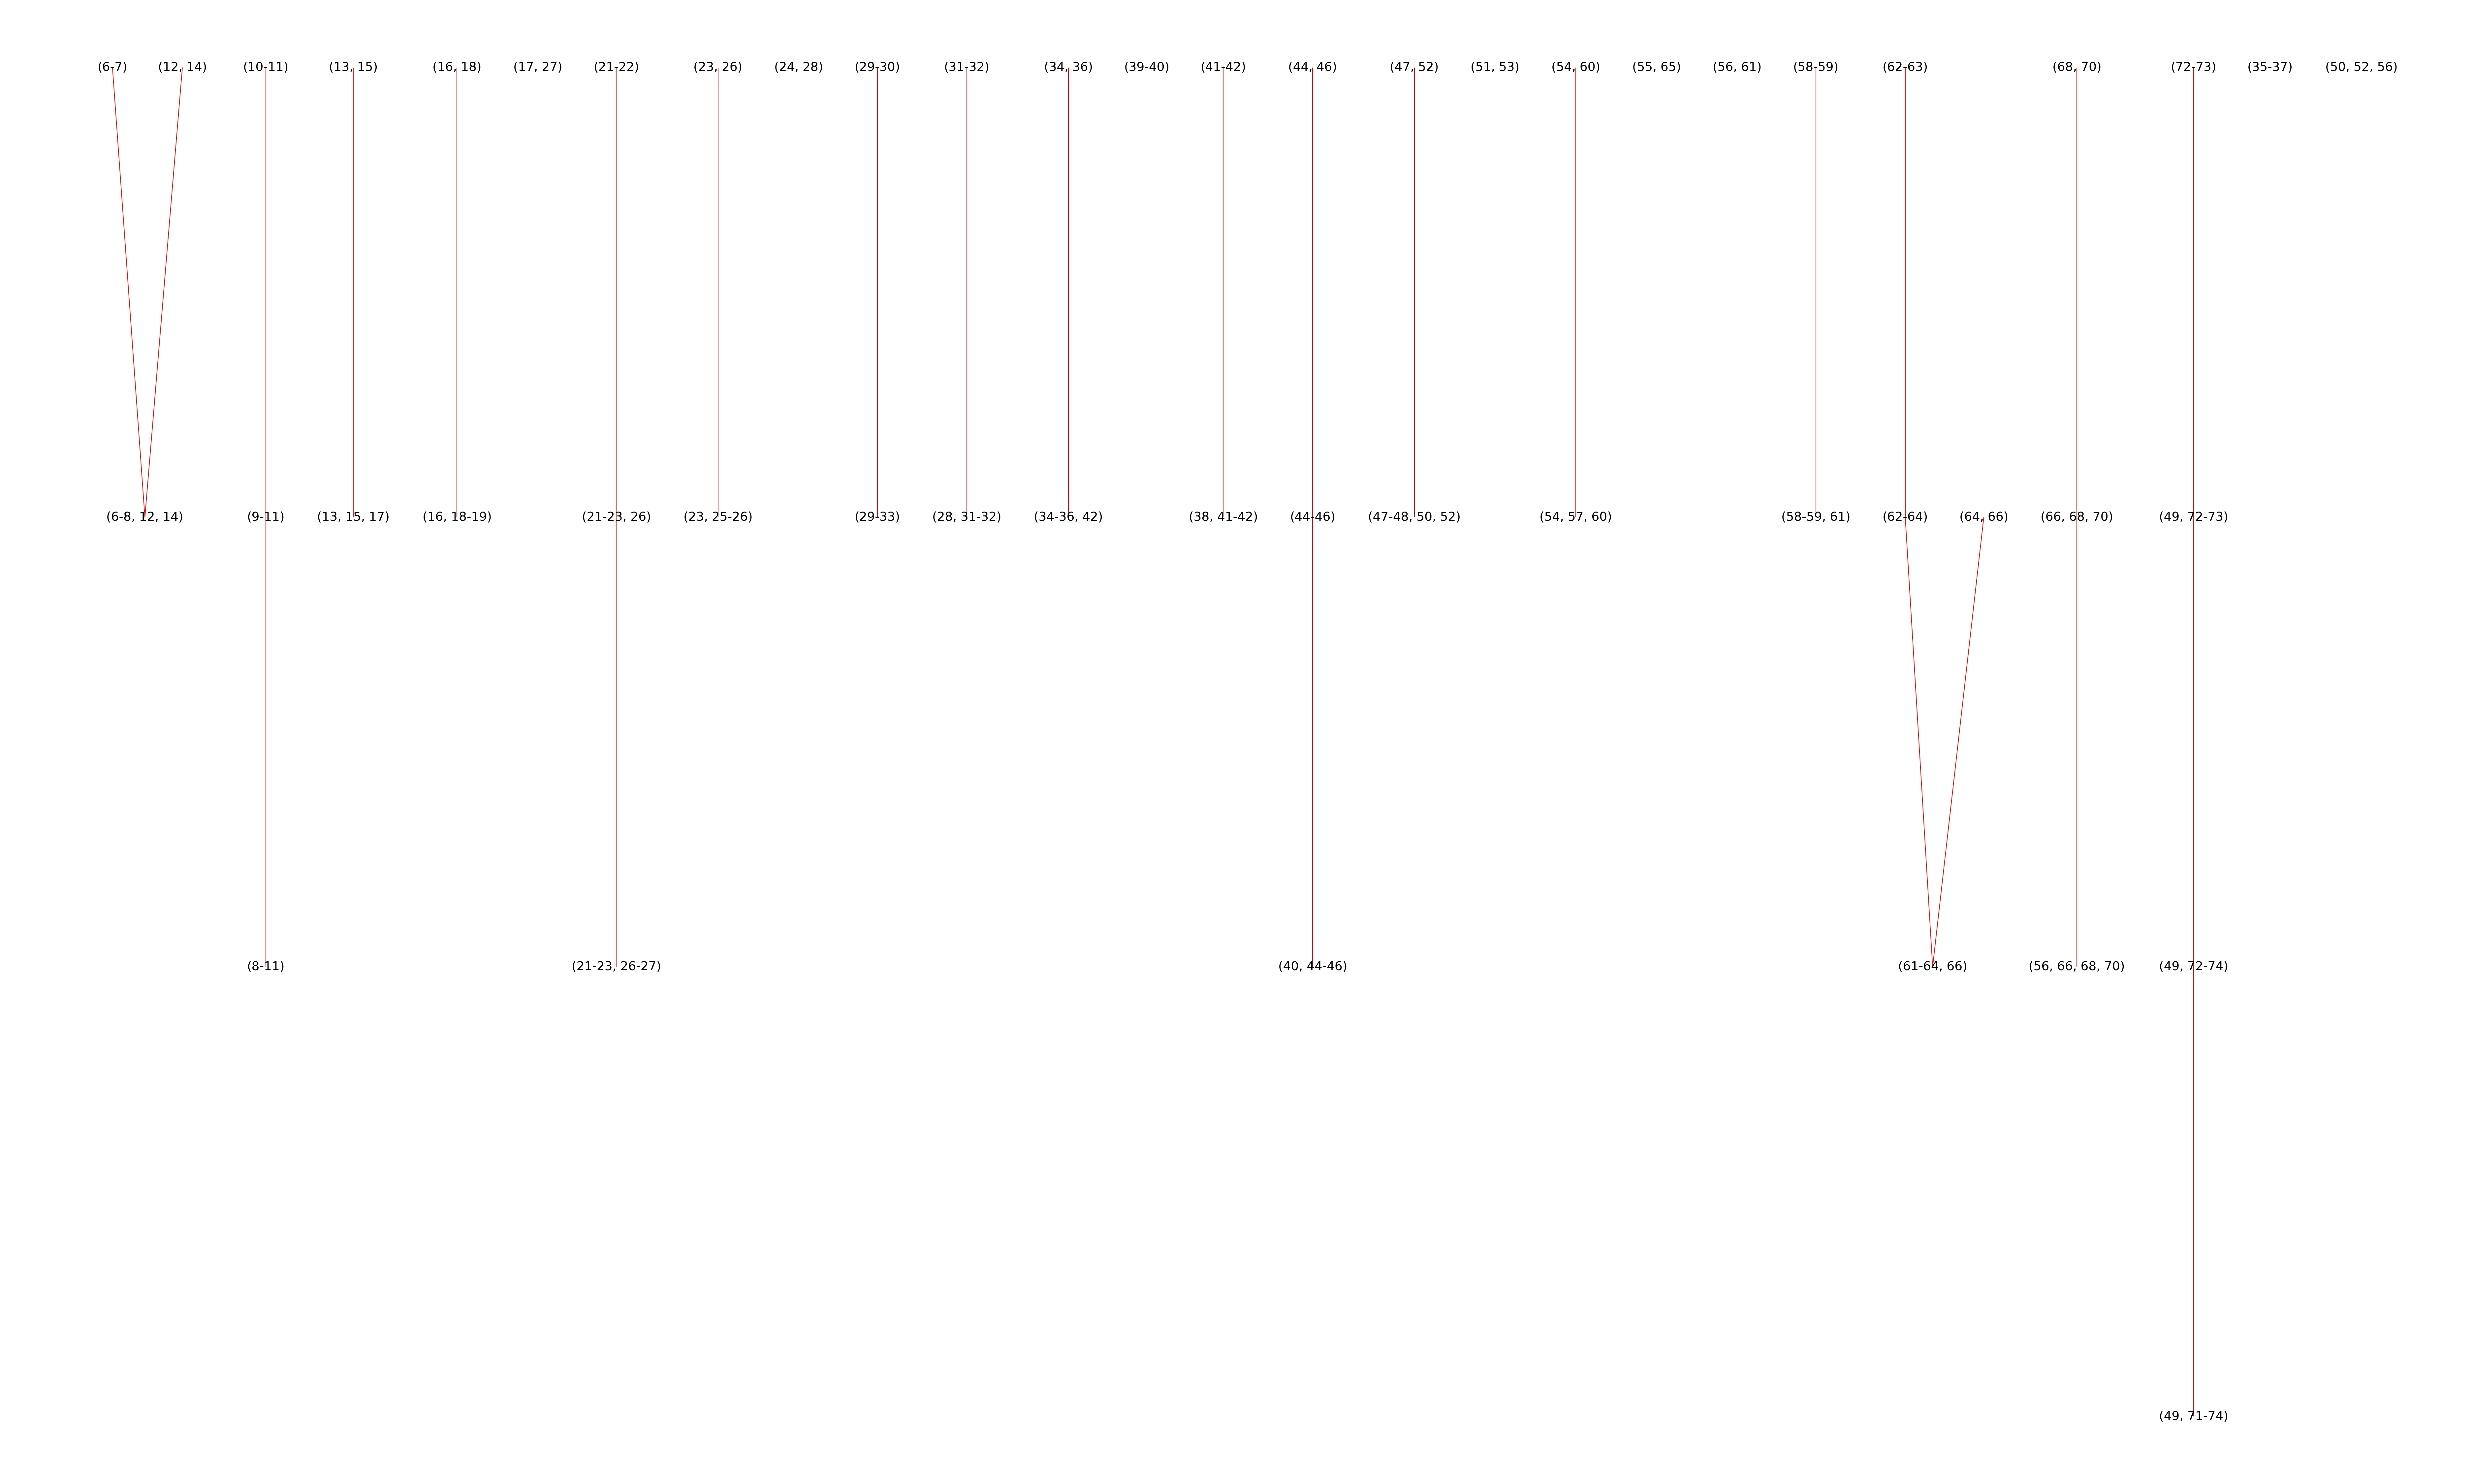 (6-7) (12, 14) (10-11) (13, 15) (16, 18) (17, 27) (21-22) (23, 26) (24, 28) (29-30) (31-32) (34, 36) (39-40) (41-42) (44, 46) (47, 52) (51, 53) (54, 60) (55, 65) (56, 61) (58-59) (62-63) (68, 70) (72-73) (35-37) (50, 52, 56)
(6-8, 12, 14) (9-11) (13, 15, 17) (16, 18-19) (21-23, 26) (23, 25-26) (29-33) (28, 31-32) (34-36, 42) (38, 41-42) (44-46) (47-48, 50, 52) (54, 57, 60) (58-59, 61) (62-64) (64, 66) (66, 68, 70) (49, 72-73)
(8-11) (21-23, 26-27) (40, 44-46) (61-64, 66) (56, 66, 68, 70) (49, 72-74)
(49, 71-74)